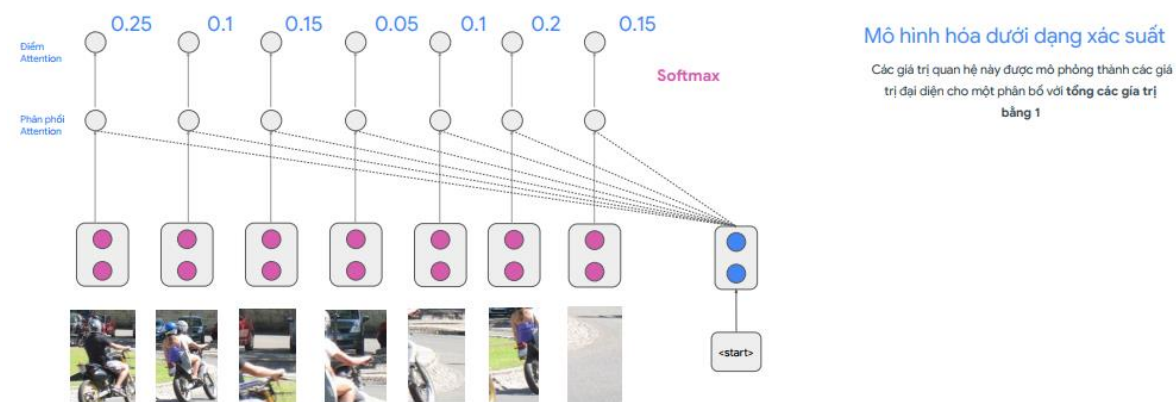 0.25 0.1 0.15 0.05 0.1 0.2 0.15
Điểm
Attention
Softmax
Phân phối
Attention
<start>
Mô hình hóa dưới dạng xác suất
Các giá trị quan hệ này được mô phỏng thành các giá
trị đại diện cho một phân bố với tổng các gía trị
bằng 1